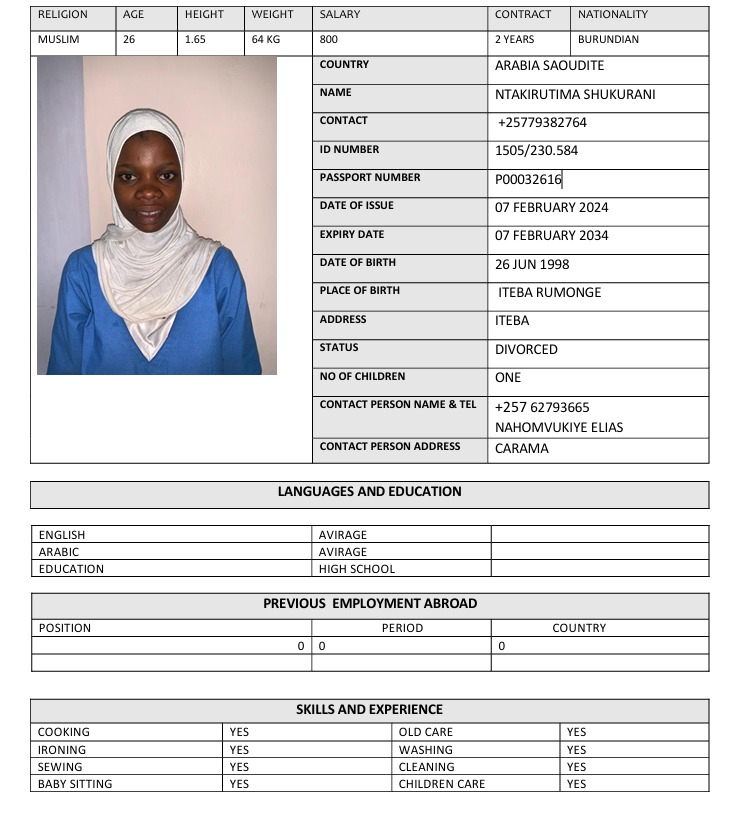 RELIGION AGE HEIGHT WEIGHT SALARY CONTRACT NATIONALITY
MUSLIM 26 1.65 64 KG 800 2 YEARS BURUNDIAN
COUNTRY ARABIA SAOUDITE
NAME NTAKIRUTIMA SHUKURANI
CONTACT +25779382764
ID NUMBER 1505/230.584
PASSPORT NUMBER P00032616
DATE OF ISSUE 07 FEBRUARY 2024
EXPIRY DATE 07 FEBRUARY 2034
DATE OF BIRTH 26 JUN 1998
PLACE OF BIRTH ITEBA RUMONGE
ADDRESS ITEBA
STATUS DIVORCED
NO OF CHILDREN ONE
CONTACT PERSON NAME & TEL +257 62793665
NAHOMVUKIYE ELIAS
CONTACT PERSON ADDRESS CARAMA
LANGUAGES AND EDUCATION
ENGLISH AVIRAGE
ARABIC AVIRAGE
EDUCATION HIGH SCHOOL
PREVIOUS EMPLOYMENT ABROAD
POSITION PERIOD COUNTRY
0 0 0
SKILLS AND EXPERIENCE
COOKING YES OLD CARE YES
IRONING YES WASHING YES
SEWING YES CLEANING YES
BABY SITTING YES CHILDREN CARE YES